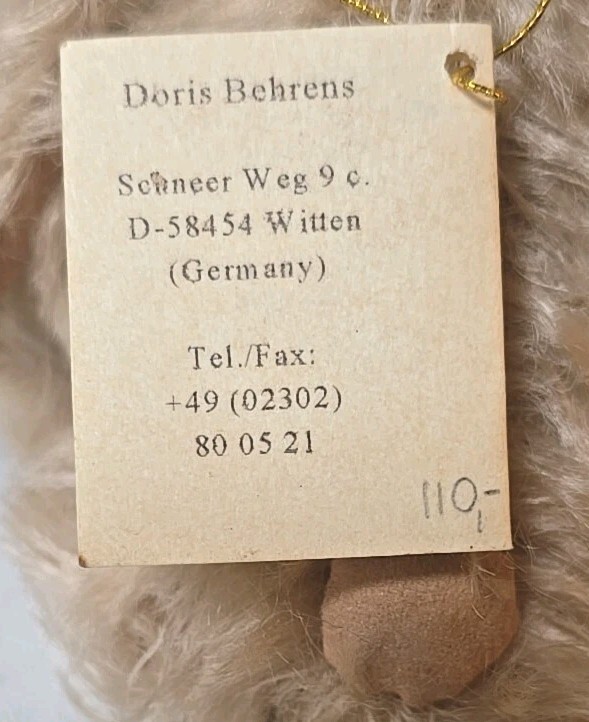 Doris Behrens
Schneer Weg 9 c.
D-58454 Witten
(Germany)
Tel./Fax:
+49 (02302)
80 05 21
110,-